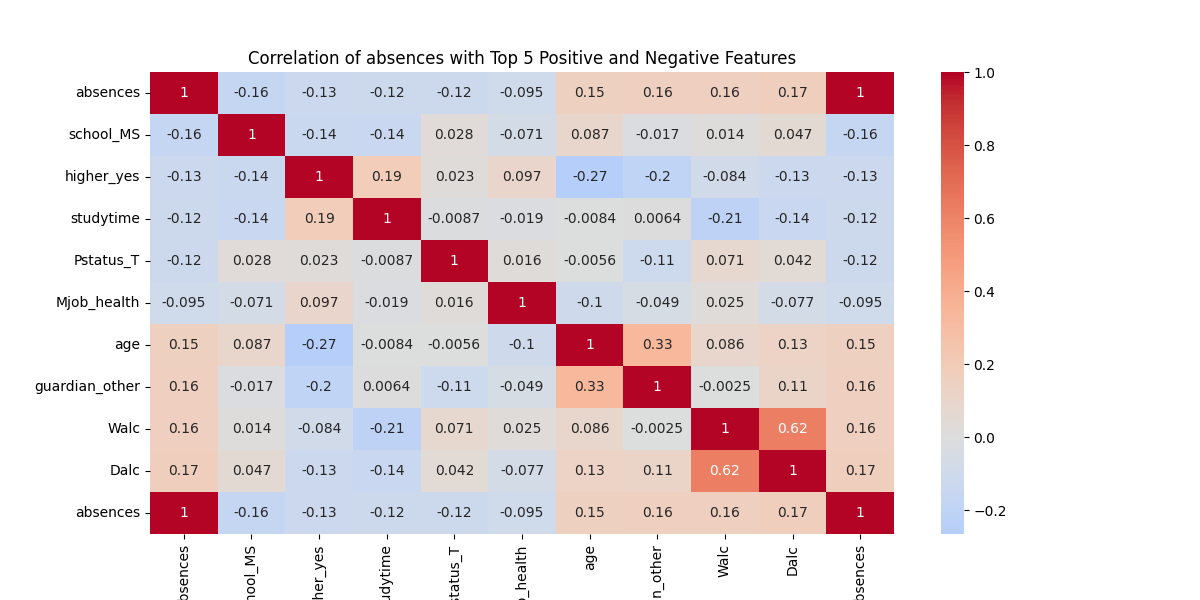 Correlation of absences with Top 5 Positive and Negative Features
absences 1 -0.16 -0.13 -0.12 -0.12 -0.095 0.15 0.16 0.16 0.17 1
school_MS -0.16 1 -0.14 -0.14 0.028 -0.071 0.087 -0.017 0.014 0.047 -0.16
higher_yes -0.13 -0.14 1 0.19 0.023 0.097 -0.27 -0.2 -0.084 -0.13 -0.13
studytime -0.12 -0.14 0.19 1 -0.0087 -0.019 -0.0084 0.0064 -0.21 -0.14 -0.12
Pstatus_T -0.12 0.028 0.023 -0.0087 1 0.016 -0.0056 -0.11 0.071 0.042 -0.12
Mjob_health -0.095 -0.071 0.097 -0.019 0.016 1 -0.1 -0.049 0.025 -0.077 -0.095
age 0.15 0.087 -0.27 -0.0084 -0.0056 -0.1 1 0.33 0.086 0.13 0.15
guardian_other 0.16 -0.017 -0.2 0.0064 -0.11 -0.049 0.33 1 -0.0025 0.11 0.16
Walc 0.16 0.014 -0.084 -0.21 0.071 0.025 0.086 -0.0025 1 0.62 0.16
Dalc 0.17 0.047 -0.13 -0.14 0.042 -0.077 0.13 0.11 0.62 1 0.17
absences 1 -0.16 -0.13 -0.12 -0.12 -0.095 0.15 0.16 0.16 0.17 1
bsences
hool_MS
her_yes
udytime
status_T
b_health
age
n_other
Walc
Dalc
bsences
1.0
0.8
0.6
0.4
0.2
0.0
−0.2